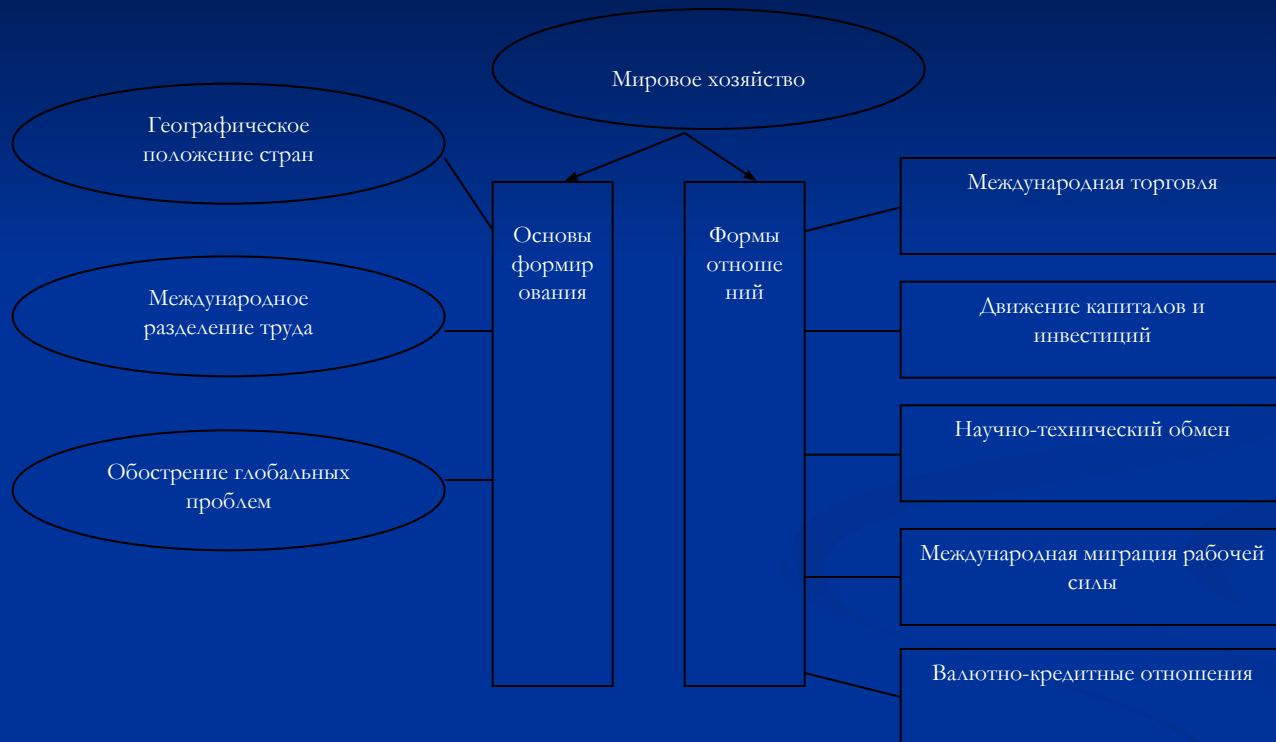 Мировое хозяйство
Географическое
положение стран
Международное
разделение труда
Обострение глобальных
проблем
Основы
формир
ования
Формы
отноше
ний
Международная торговля
Движение капиталов и
инвестиций
Научно-технический обмен
Международная миграция рабочей
силы
Валютно-кредитные отношения